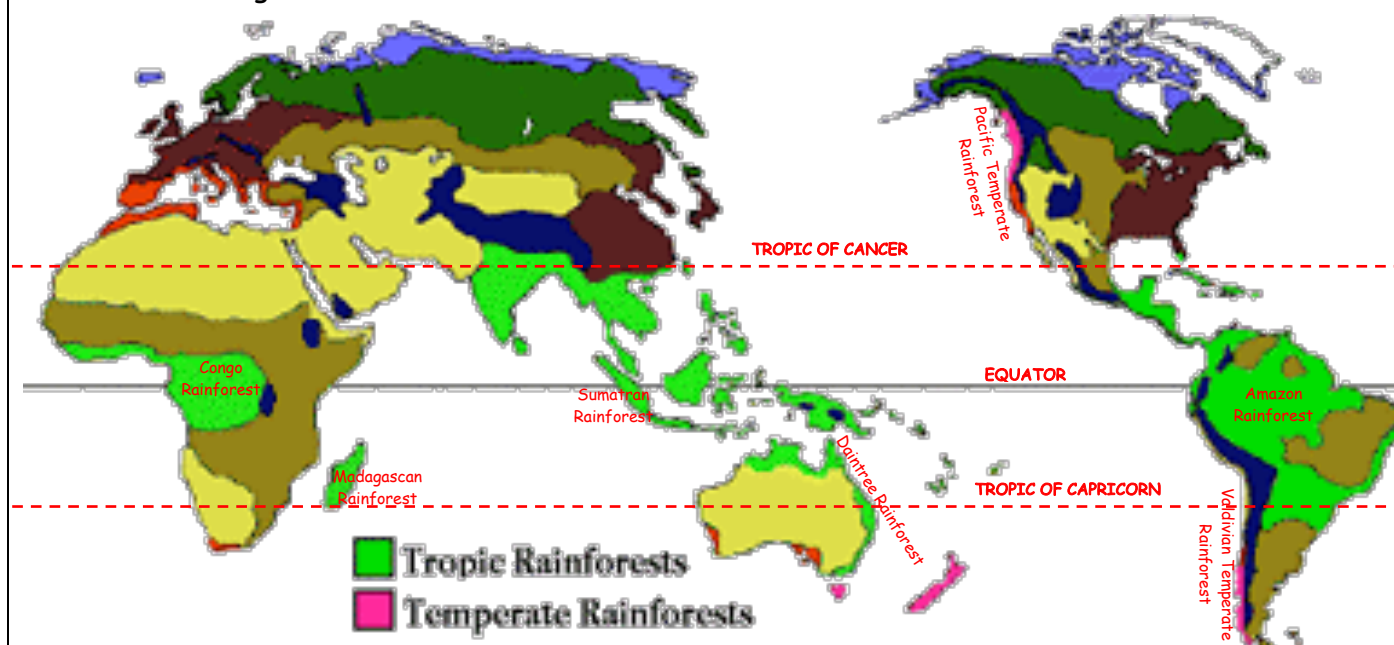 Pacific Temperate
Rainforest
TROPIC OF CANCER
Congo
Rainforest
EQUATOR
Sumatran
Rainforest
Amazon
Rainforest
Daintree Rainforest
Madagascan
Rainforest
TROPIC OF CAPRICORN
Valdivian Temperate
Rainforest
Tropic Rainforests
Temperate Rainforests